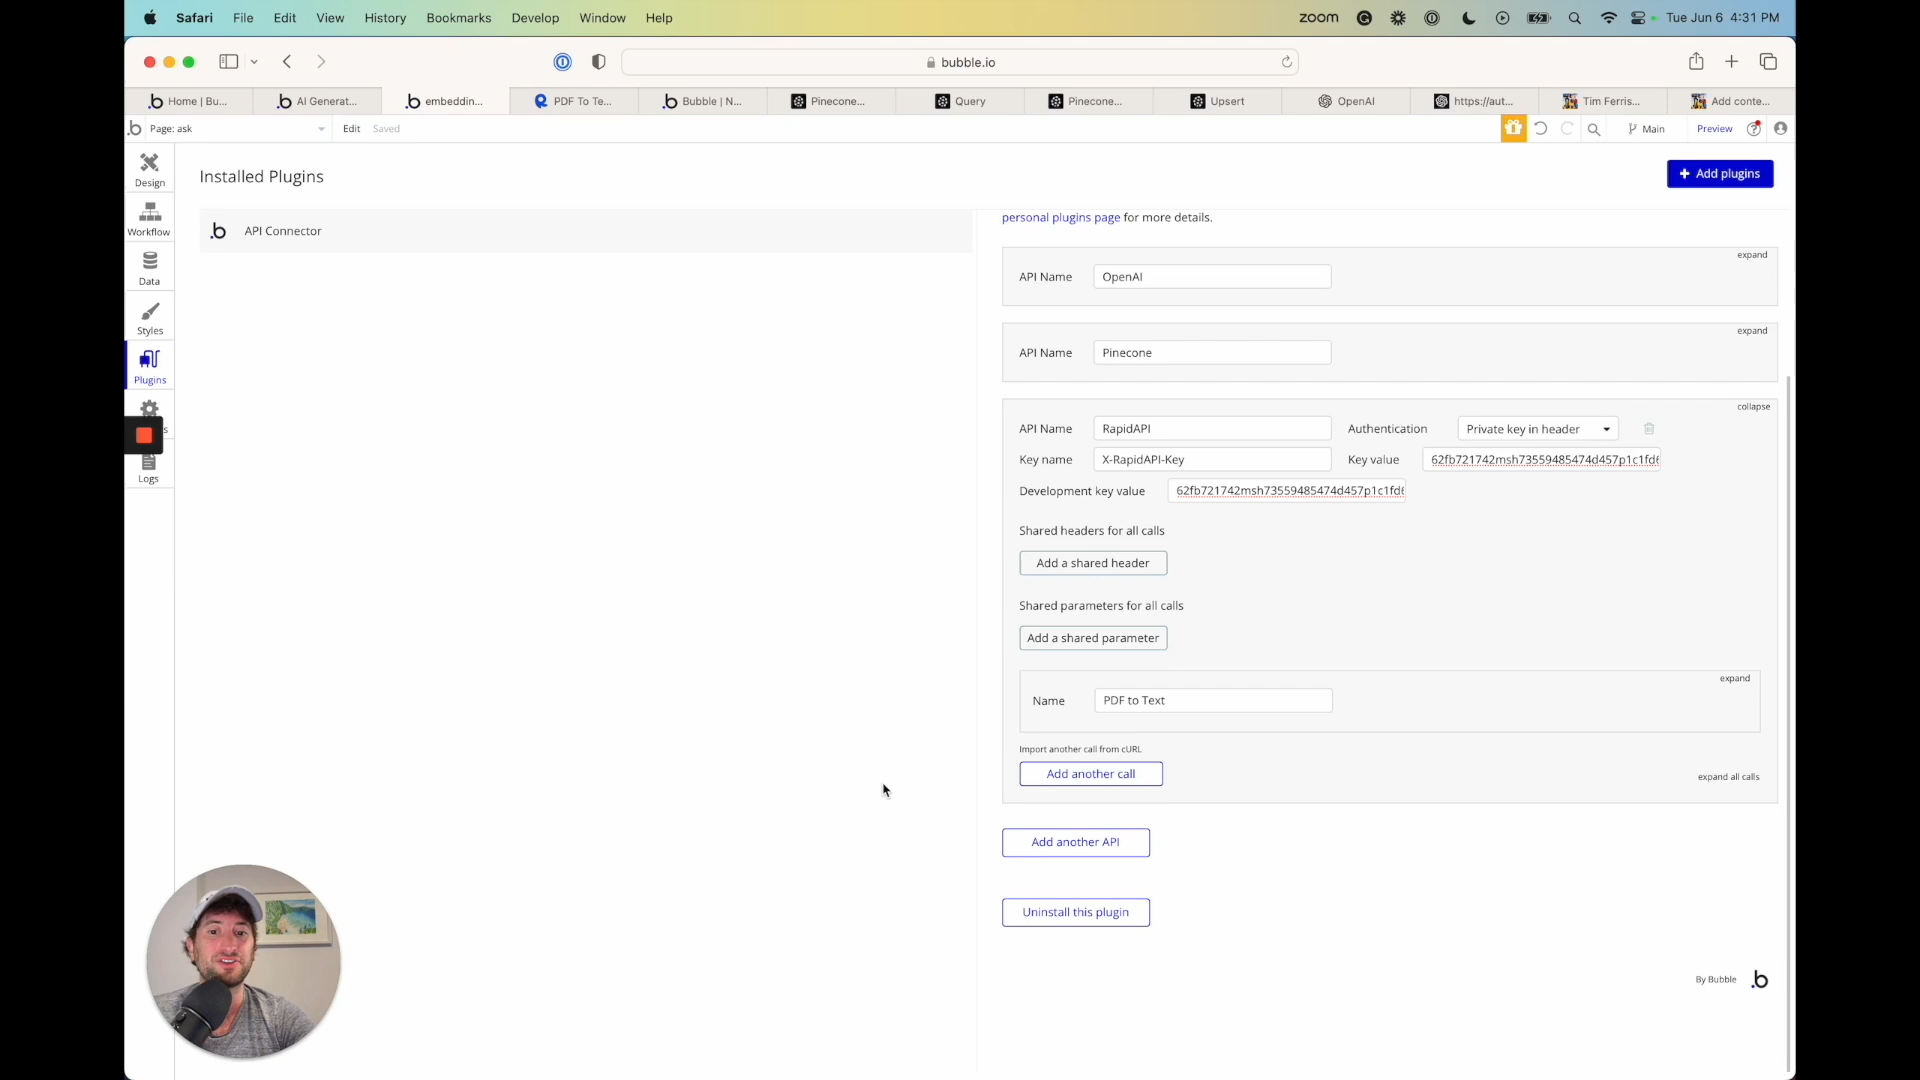 Safari File Edit View History Bookmarks Develop Window Help zoom Tue Jun 6 4:31 PM
bubble.io
Home | Bu... AI Generat... embeddin... PDF To Te... Bubble | N... Pinecone... Query Pinecone... Upsert OpenAI https://aut... Tim Ferris... Add conte...
Page: ask Edit Saved Main Preview
Design
Workflow
Data
Styles
Plugins
Logs
Installed Plugins
Add plugins
API Connector
personal plugins page for more details.
expand
API Name OpenAI
expand
API Name Pinecone
collapse
API Name RapidAPI Authentication Private key in header
Key name X-RapidAPI-Key Key value 62fb721742msh73559485474d457p1c1fd6
Development key value 62fb721742msh73559485474d457p1c1fd6
Shared headers for all calls
Add a shared header
Shared parameters for all calls
Add a shared parameter
expand
Name PDF to Text
Import another call from cURL
Add another call
expand all calls
Add another API
Uninstall this plugin
By Bubble